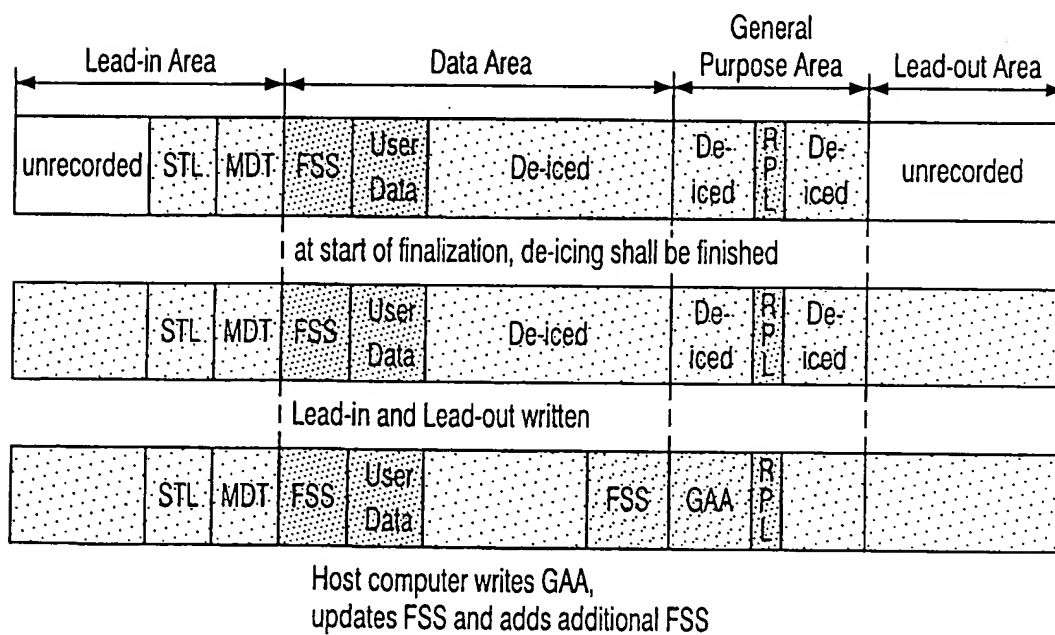 General
Lead-in Area Data Area Purpose Area Lead-out Area
unrecorded STL MDT FSS User Data De-iced De-iced RPL De-iced unrecorded
at start of finalization, de-icing shall be finished
STL MDT FSS User Data De-iced De-iced RPL De-iced
Lead-in and Lead-out written
STL MDT FSS User Data FSS GAA RPL
Host computer writes GAA,
updates FSS and adds additional FSS